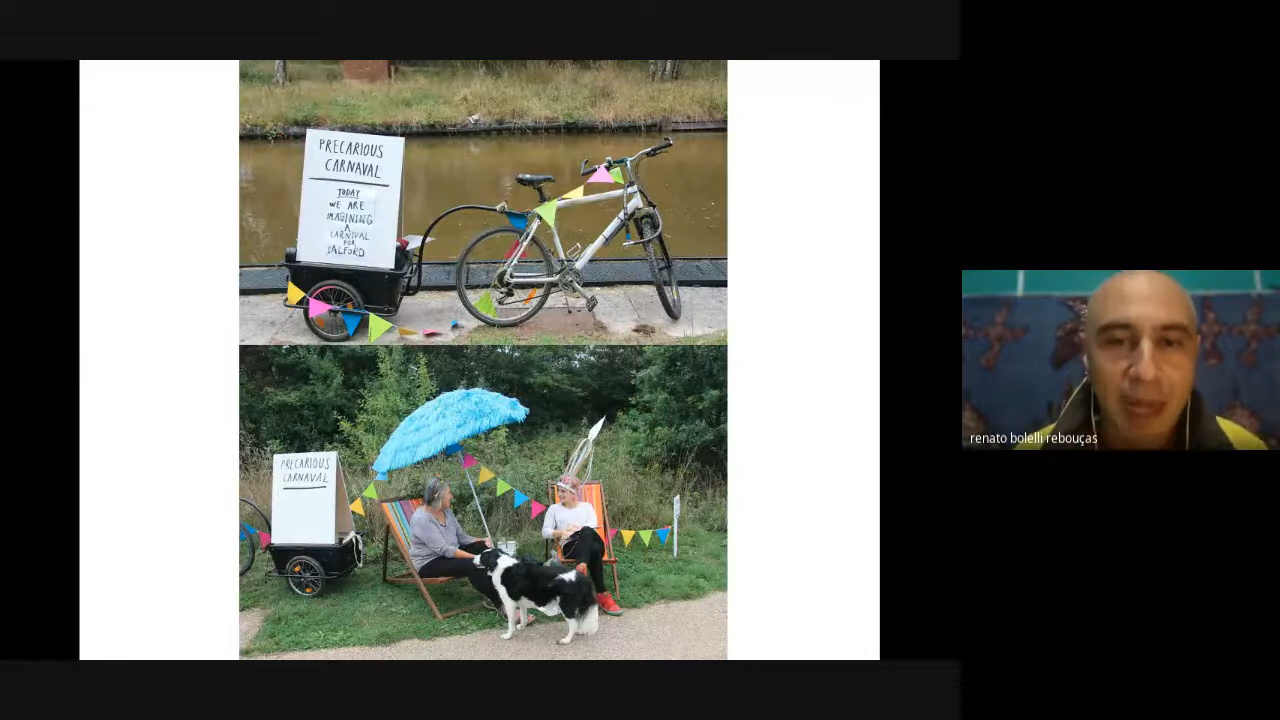 PRECARIOUS
CARNAVAL
TODAY
WE ARE
IMAGINING
A
CARNIVAL
FOR
SALFORD
PRECARIOUS
CARNAVAL
renato bolelli rebouças